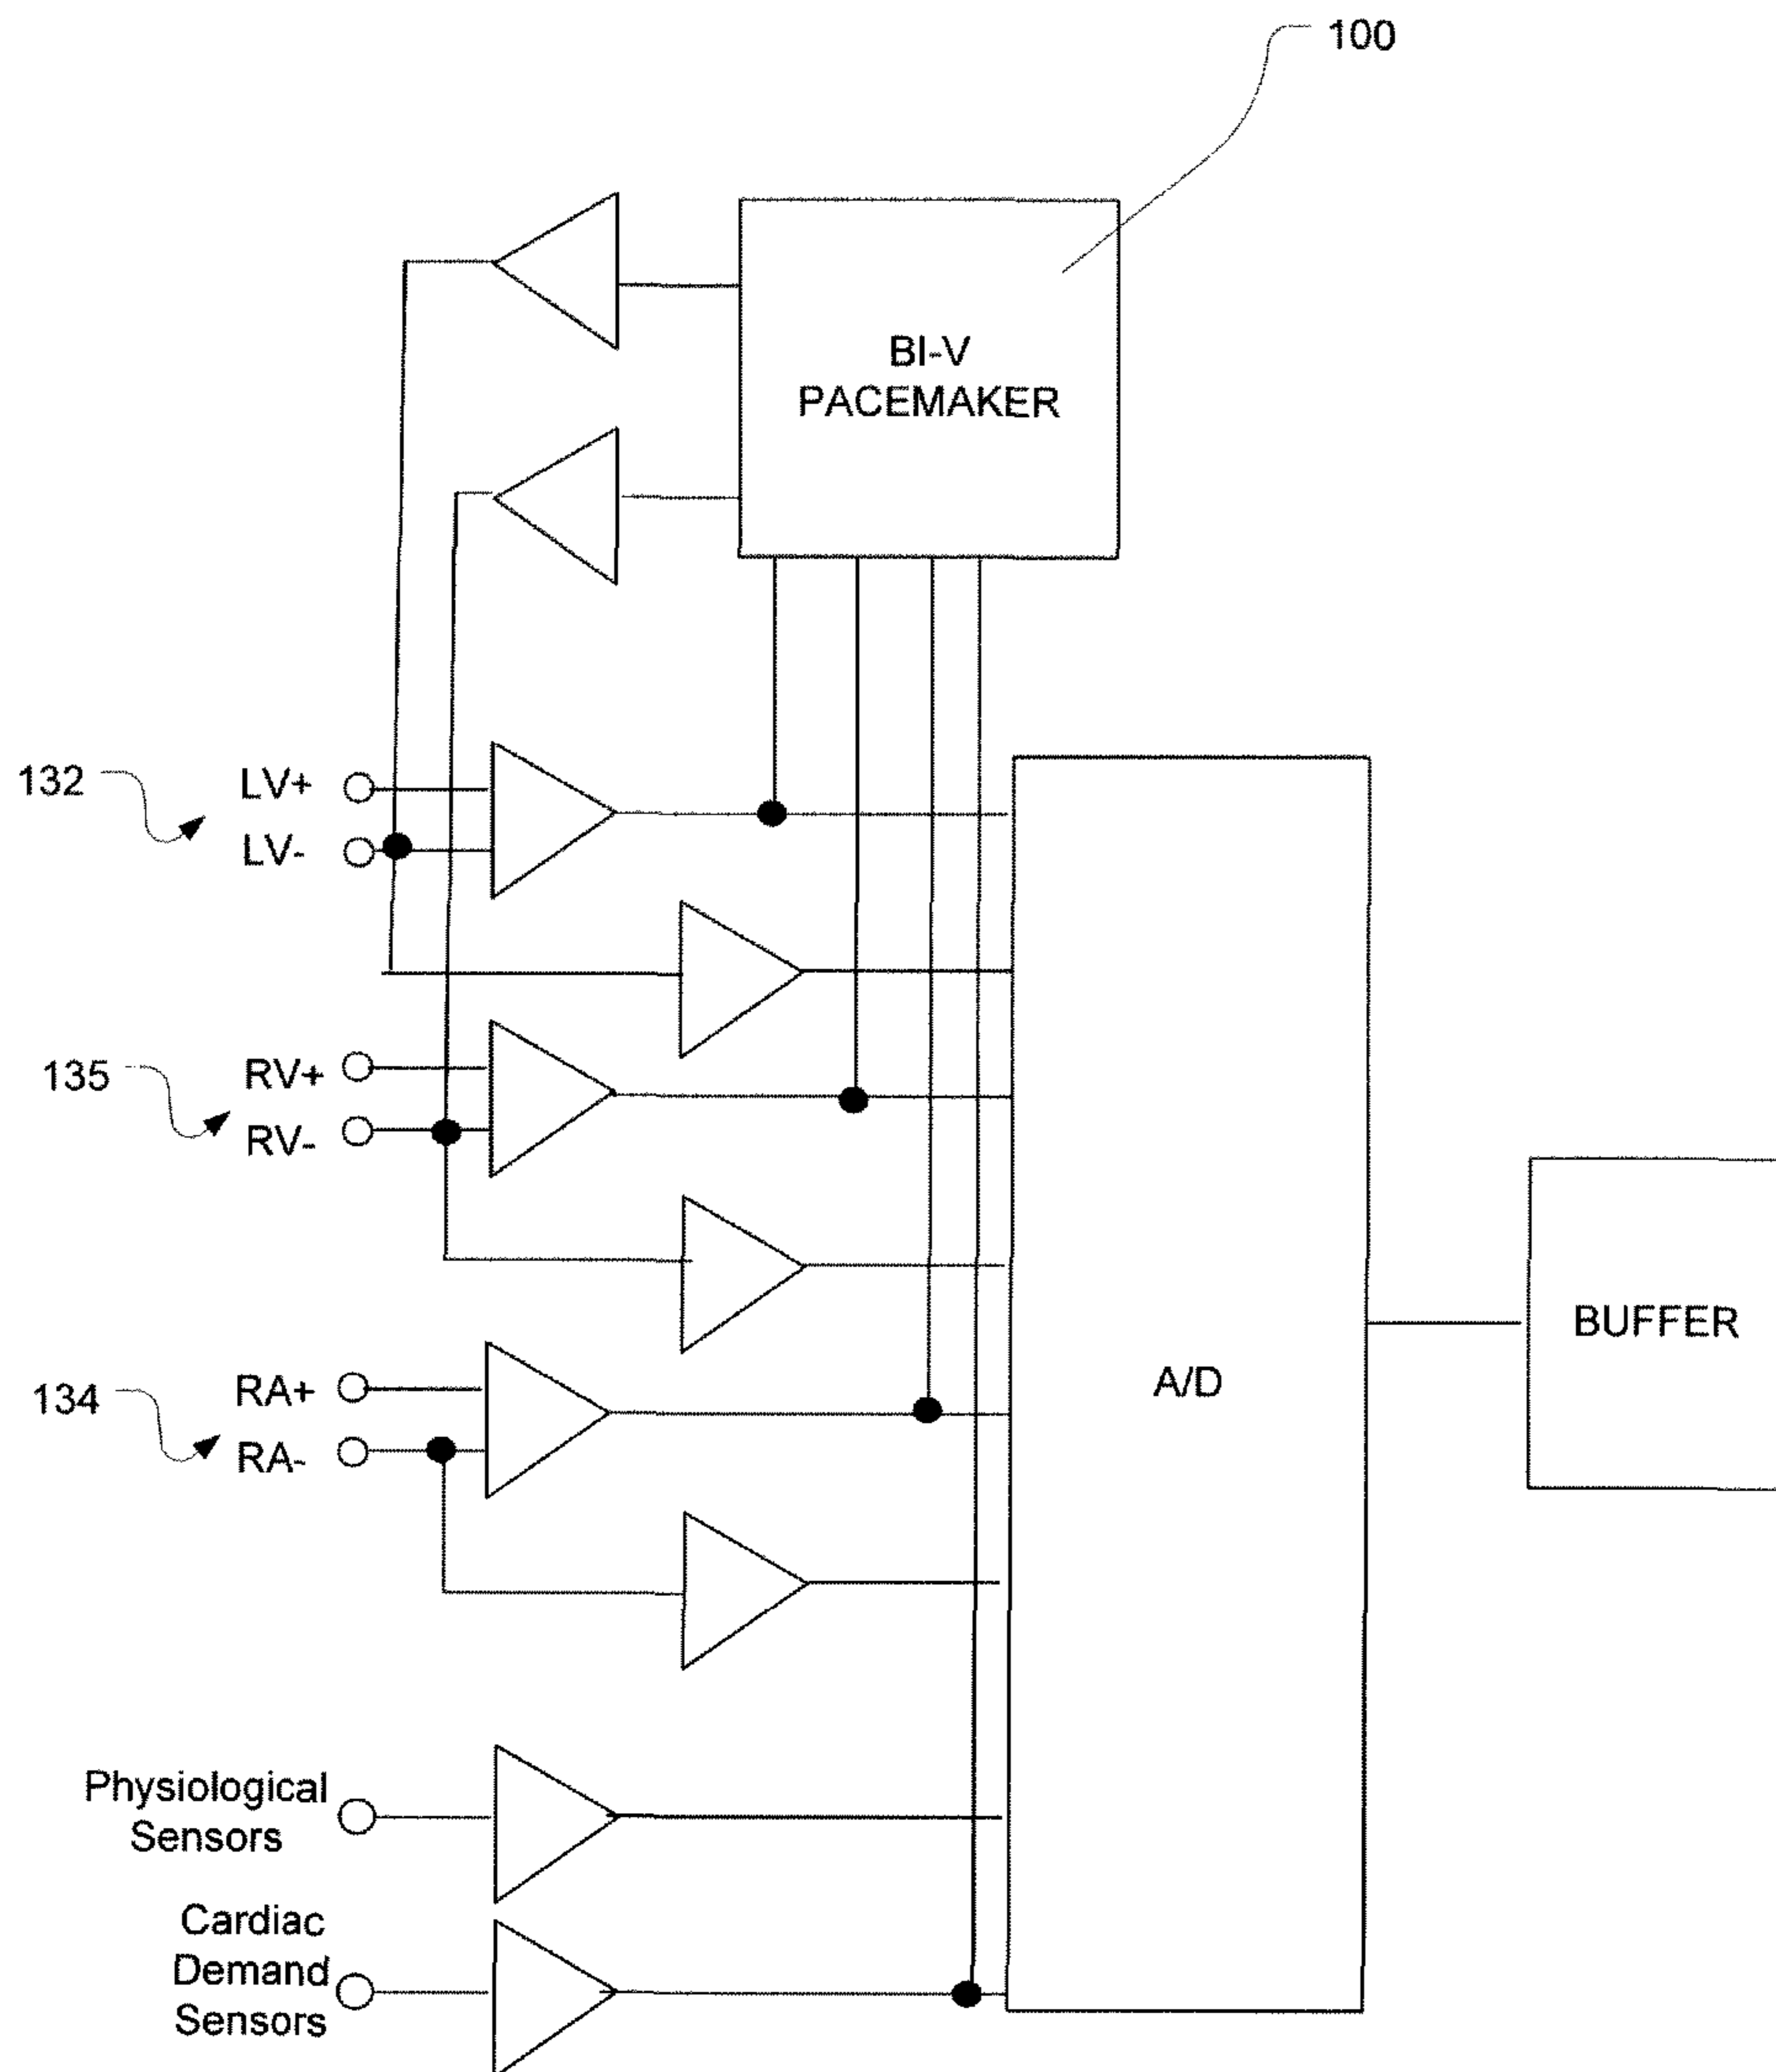 100
BI-V
PACEMAKER
132
LV+
LV-
135
RV+
RV-
134
RA+
RA-
A/D
BUFFER
Physiological
Sensors
Cardiac
Demand
Sensors